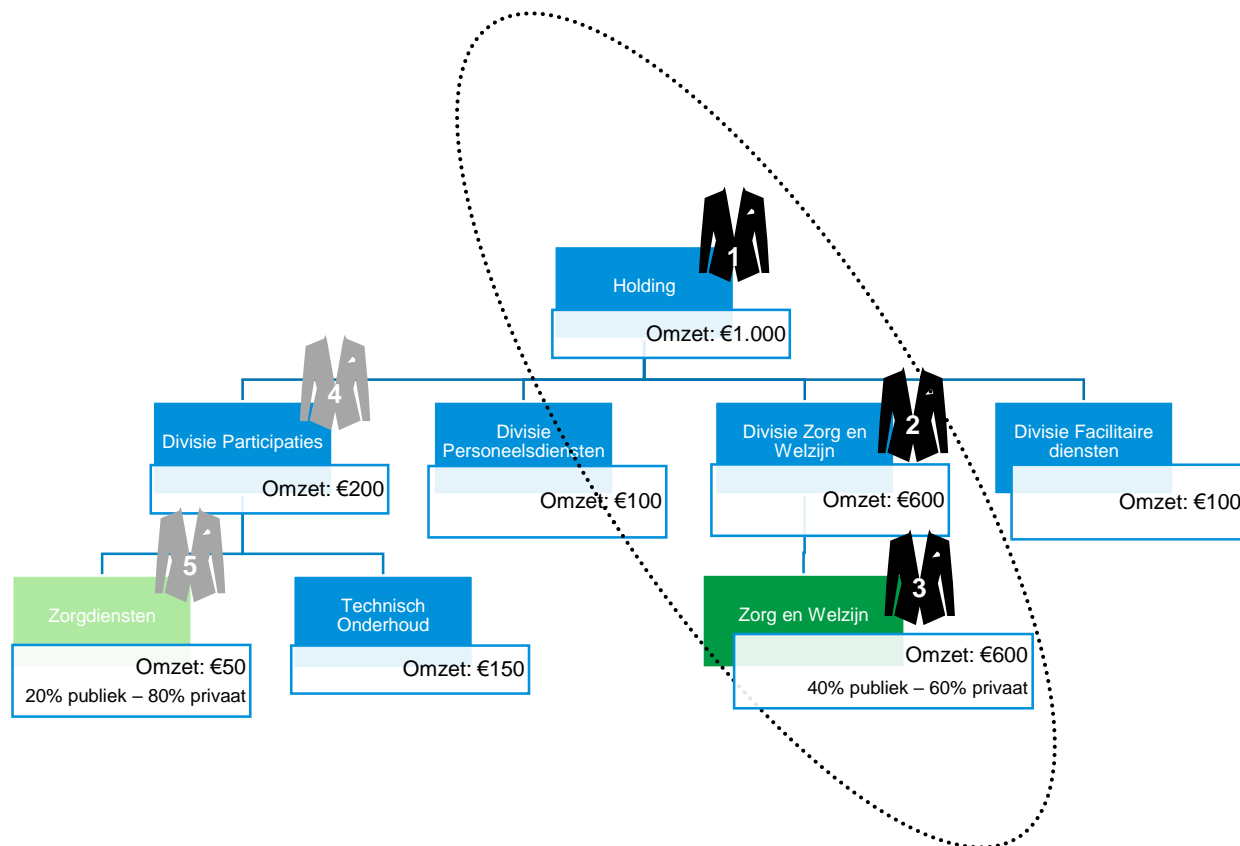 1
Holding
Omzet: €1.000
4
2
Divisie Participaties
Omzet: €200
Divisie
Personeelsdiensten
Omzet: €100
Divisie Zorg en
Welzijn
Omzet: €600
Divisie Facilitaire
diensten
Omzet: €100
5
3
Zorgdiensten
Omzet: €50
20% publiek – 80% privaat
Technisch
Onderhoud
Omzet: €150
Zorg en Welzijn
Omzet: €600
40% publiek – 60% privaat